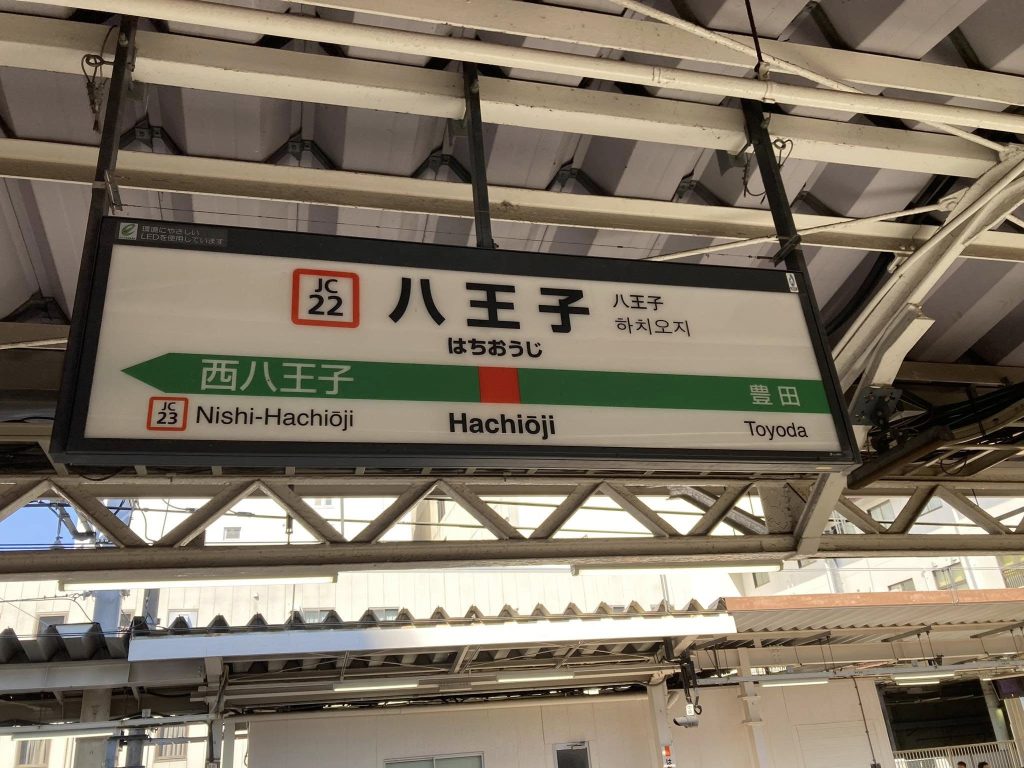 環境にやさしい
LEDを使用しています
JC
22
八王子
八王子
하치오지
はちおうじ
西八王子
豊田
JC
23
Nishi-Hachiōji
Hachiōji
Toyoda